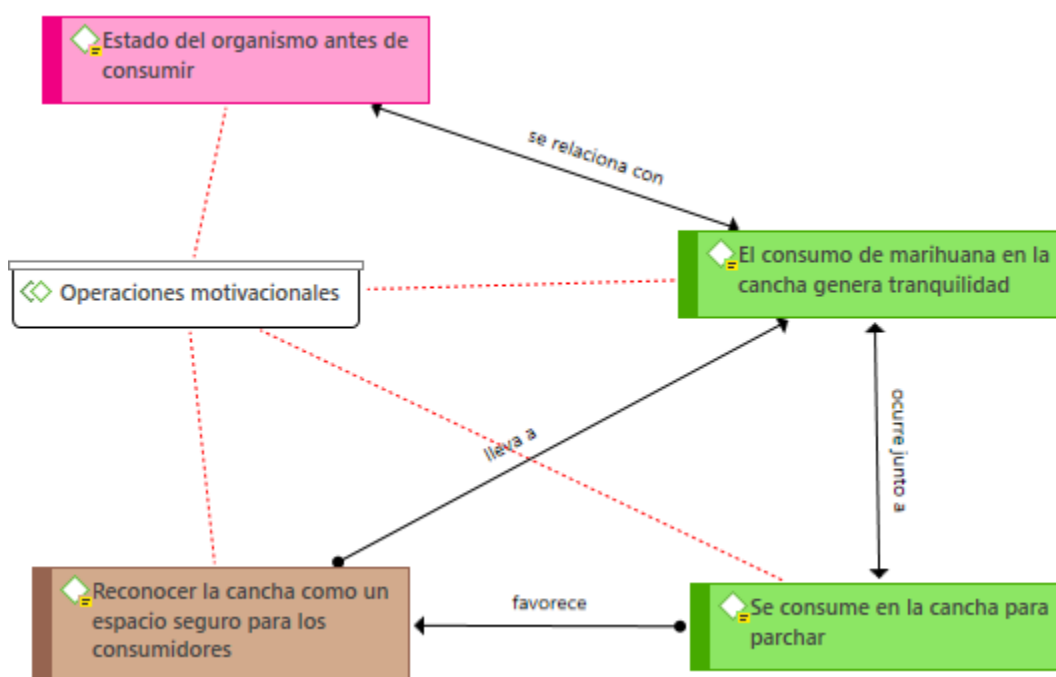 Estado del organismo antes de
consumir
se relaciona con
El consumo de marihuana en la
cancha genera tranquilidad
Operaciones motivacionales
lleva a
ocurre junto a
Reconocer la cancha como un
espacio seguro para los
consumidores
favorece
Se consume en la cancha para
parchar